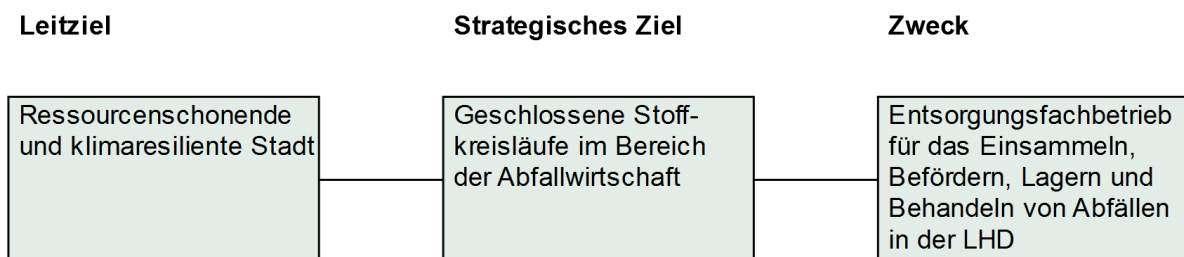 Leitziel
Strategisches Ziel
Zweck
Ressourcenschonende
und klimaresiliente Stadt
Geschlossene Stoff-
kreisläufe im Bereich
der Abfallwirtschaft
Entsorgungsfachbetrieb
für das Einsammeln,
Befördern, Lagern und
Behandeln von Abfällen
in der LHD